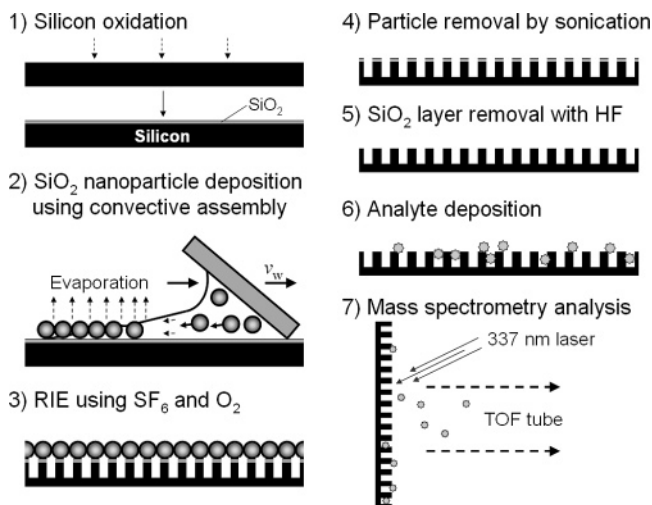 1) Silicon oxidation
SiO₂
Silicon
2) SiO₂ nanoparticle deposition
using convective assembly
Evaporation
v_w
3) RIE using SF₆ and O₂
4) Particle removal by sonication
5) SiO₂ layer removal with HF
6) Analyte deposition
7) Mass spectrometry analysis
337 nm laser
TOF tube